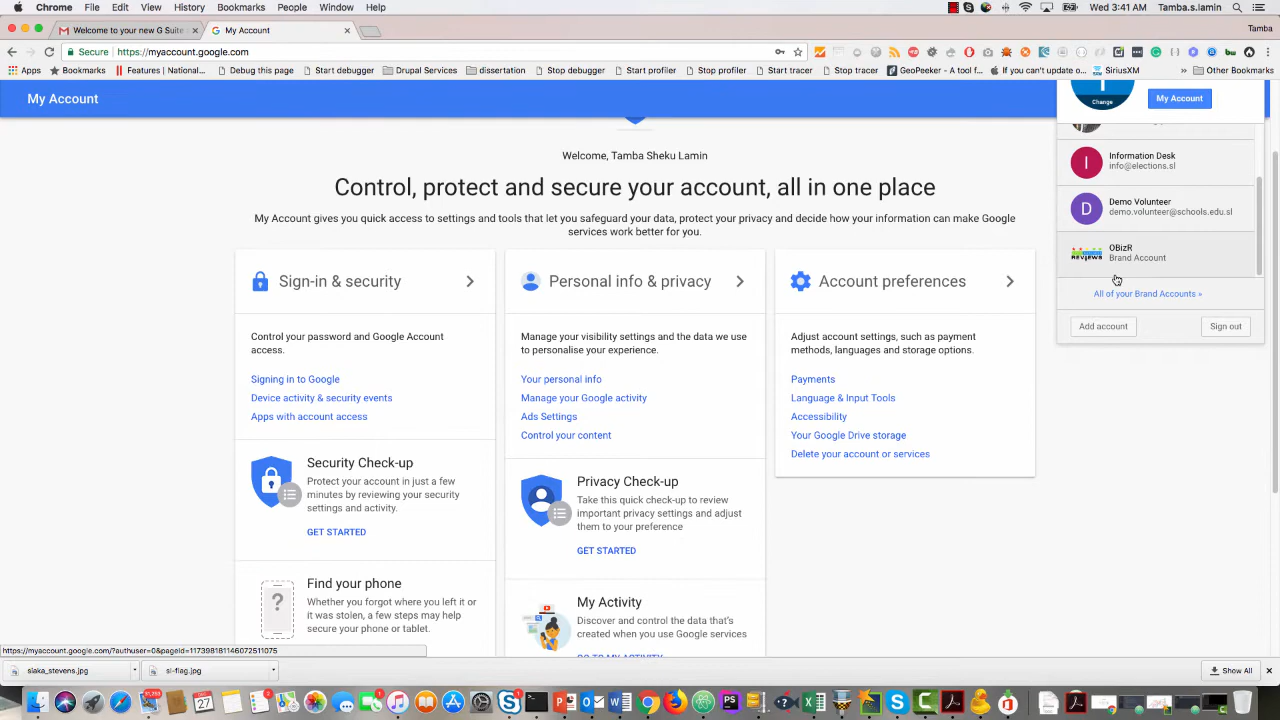 Chrome File Edit View History Bookmarks People Window Help
Wed 3:41 AM Tamba.s.lamin
Welcome to your new G Suite × My Account × Tamba
Secure https://myaccount.google.com
Apps Bookmarks Features | National... Debug this page Start debugger Drupal Sites dissertation Stop debugger Start profiler Stop profiler Start tracer Stop tracer GeoPeeker - A tool f... If you can't update o... SiriusXM » Other Bookmarks
My Account
Change
My Account
Information Desk
info@elections.sl
Demo Volunteer
demo.volunteer@schools.edu.sl
OBizR
Brand Account
All of your Brand Accounts »
Add account Sign out
Welcome, Tamba Sheku Lamin
Control, protect and secure your account, all in one place
My Account gives you quick access to settings and tools that let you safeguard your data, protect your privacy and decide how your information can make Google
services work better for you.
Sign-in & security
Control your password and Google Account
access.
Signing in to Google
Device activity & security events
Apps with account access
Security Check-up
Protect your account in just a few
minutes by reviewing your security
settings and activity.
GET STARTED
Find your phone
Whether you forgot where you left it or
it was stolen, a few steps may help
secure your phone or tablet.
Personal info & privacy
Manage your visibility settings and the data we use
to personalise your experience.
Your personal info
Manage your Google activity
Ads Settings
Control your content
Privacy Check-up
Take this quick check-up to review
important privacy settings and adjust
them to your preference
GET STARTED
My Activity
Discover and control the data that's
created when you use Google services
GO TO MY ACTIVITY
Account preferences
Adjust account settings, such as payment
methods, languages and storage options.
Payments
Language & Input Tools
Accessibility
Your Google Drive storage
Delete your account or services
https://myaccount.google.com/?authuser=0&pageId=117398181146072511075
siaka_stevens.jpg sl-flag.jpg Show All